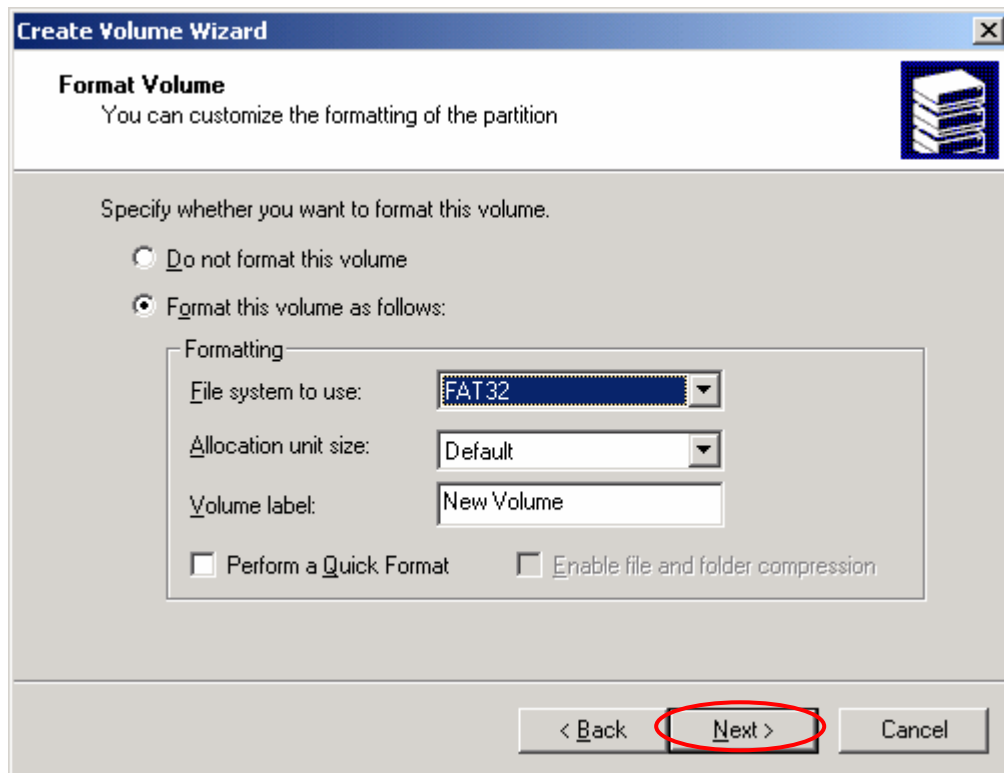 Create Volume Wizard
Format Volume
You can customize the formatting of the partition
Specify whether you want to format this volume.
Do not format this volume
Format this volume as follows:
Formatting
File system to use: FAT32
Allocation unit size: Default
Volume label: New Volume
Perform a Quick Format Enable file and folder compression
< Back Next > Cancel